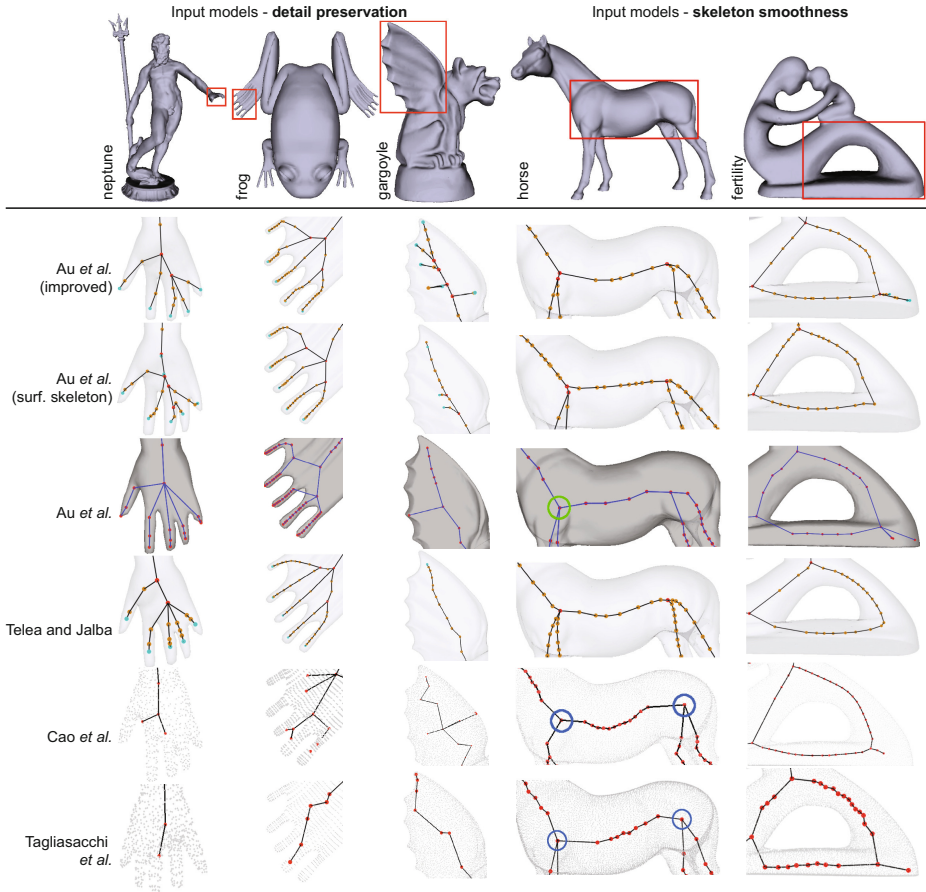 Input models - detail preservation
Input models - skeleton smoothness
neptune
frog
gargoyle
horse
fertility
Au et al.
(improved)
Au et al.
(surf. skeleton)
Au et al.
Telea and Jalba
Cao et al.
Tagliasacchi
et al.